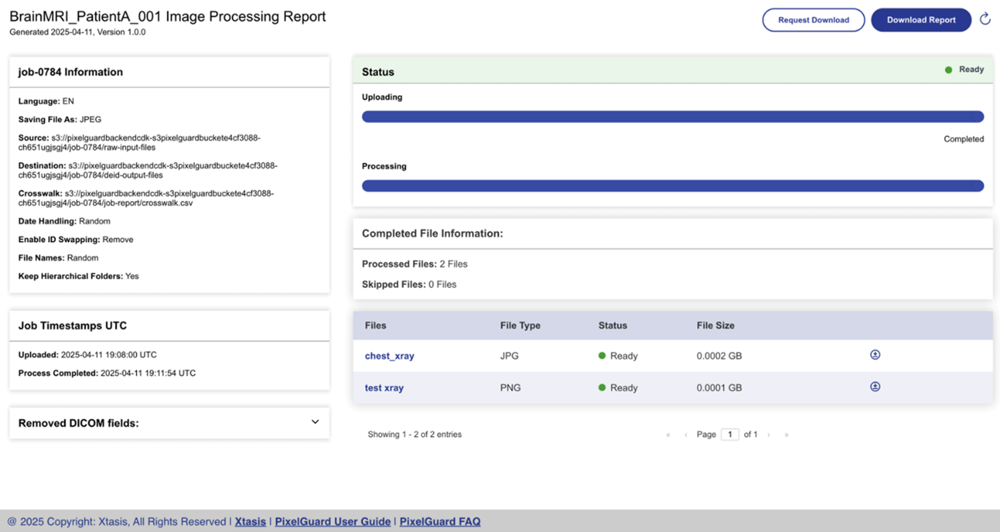 BrainMRI_PatientA_001 Image Processing Report
Generated 2025-04-11, Version 1.0.0
Request Download
Download Report
job-0784 Information
Language: EN
Saving File As: JPEG
Source: s3://pixelguardbackendcdk-s3pixelguardbuckete4cf3088-
ch651ugjsgj4/job-0784/raw-input-files
Destination: s3://pixelguardbackendcdk-s3pixelguardbuckete4cf3088-
ch651ugjsgj4/job-0784/deid-output-files
Crosswalk: s3://pixelguardbackendcdk-s3pixelguardbuckete4cf3088-
ch651ugjsgj4/job-0784/job-report/crosswalk.csv
Date Handling: Random
Enable ID Swapping: Remove
File Names: Random
Keep Hierarchical Folders: Yes
Job Timestamps UTC
Uploaded: 2025-04-11 19:08:00 UTC
Process Completed: 2025-04-11 19:11:54 UTC
Removed DICOM fields:
Status
Ready
Uploading
Completed
Processing
Completed File Information:
Processed Files: 2 Files
Skipped Files: 0 Files
Files File Type Status File Size
chest_xray JPG Ready 0.0002 GB
test xray PNG Ready 0.0001 GB
Showing 1 - 2 of 2 entries
« ‹ Page 1 of 1 › »
@ 2025 Copyright: Xtasis, All Rights Reserved | Xtasis | PixelGuard User Guide | PixelGuard FAQ